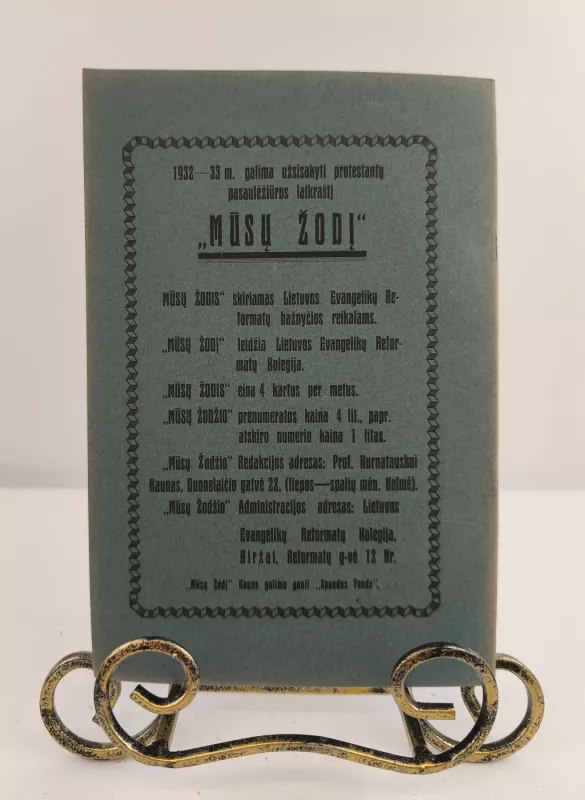 1932—33 m. galima užsisakyti protestantų
pasaulėžiūros laikraštį
„MŪSŲ ŽODĮ“
MŪSŲ ŽODIS“ skiriamas Lietuvos Evangelikų Re-
formatų bažnyčios reikalams.
„MŪSŲ ŽODĮ“ leidžia Lietuvos Evangelikų Refor-
matų Kolegija.
„MŪSŲ ŽODIS“ eina 4 kartus per metus.
„MŪSŲ ŽODŽIO“ prenumeratos kaina 4 lit., papr.
atskiro numerio kaina 1 litas.
„Mūsų Žodžio“ Redakcijos adresas: Prof. Kurnatauskui
Kaunas, Duonelaičio gatvė 22, (liepos—spalių mėn. Kelmė).
„Mūsų Žodžio“ Administracijos adresas: Lietuvos
Evangelikų Reformatų Kolegija,
Biržai, Reformatų g-vė 12 Nr.
„Mūsų Žodį“ Kaune galima gauti „Spaudos Fonde“.